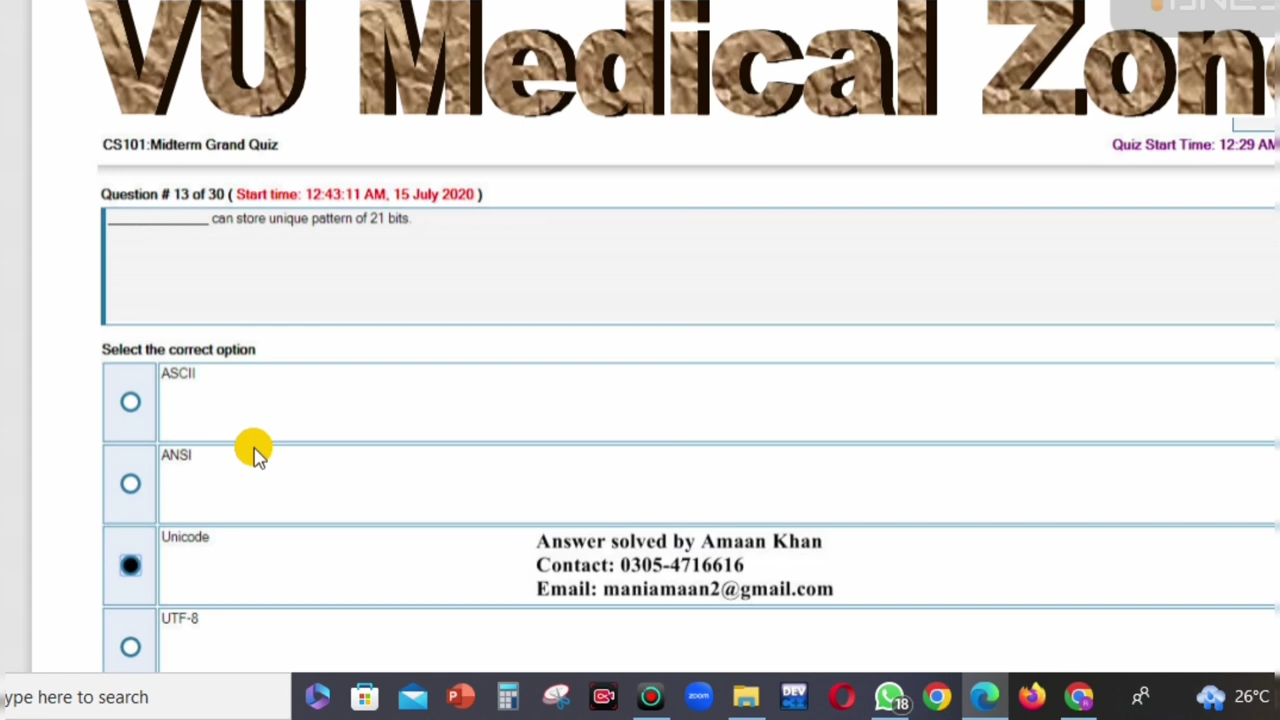 VU Medical Zon
CS101:Midterm Grand Quiz
Quiz Start Time: 12:29 AM
Question # 13 of 30 ( Start time: 12:43:11 AM, 15 July 2020 )
______________ can store unique pattern of 21 bits.
Select the correct option
ASCII
ANSI
Unicode
Answer solved by Amaan Khan
Contact: 0305-4716616
Email: maniamaan2@gmail.com
UTF-8
ype here to search
DEV
zoom
18
26°C